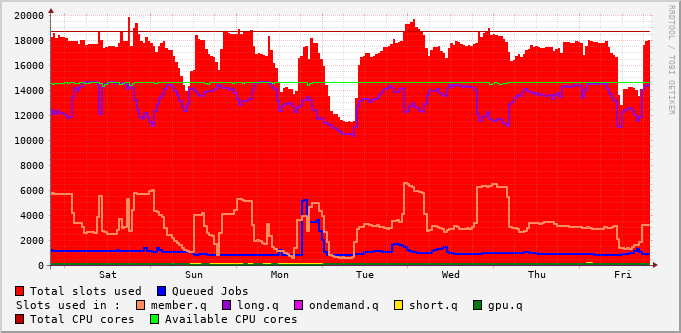 20000
18000
16000
14000
12000
10000
8000
6000
4000
2000
0
Sat Sun Mon Tue Wed Thu Fri
RRDTOOL / TOBI OETIKER
Total slots used Queued Jobs
Slots used in : member.q long.q ondemand.q short.q gpu.q
Total CPU cores Available CPU cores